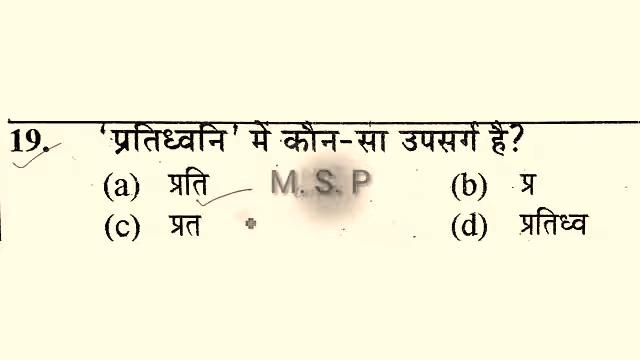 19. 'प्रतिध्वनि' में कौन-सा उपसर्ग है?
(a) प्रति M. S. P (b) प्र
(c) प्रत (d) प्रतिध्व